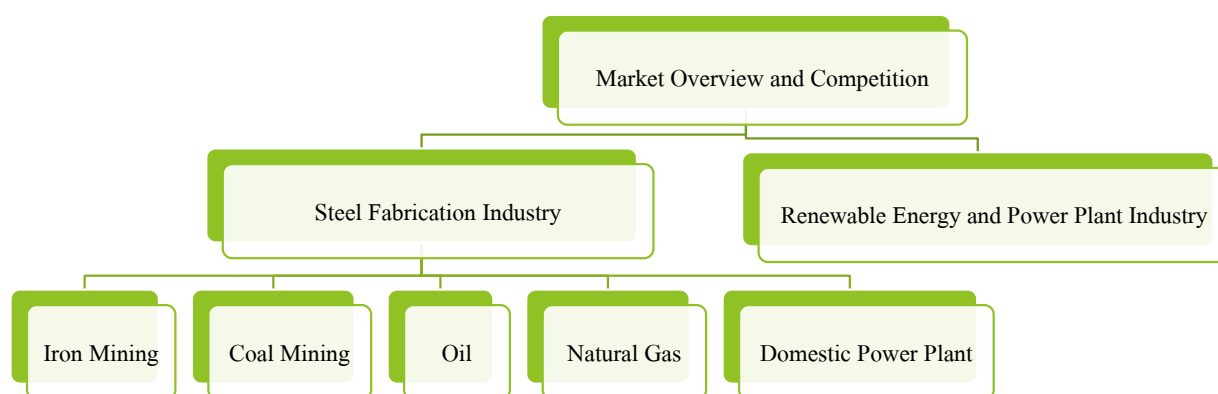 Market Overview and Competition
Steel Fabrication Industry
Renewable Energy and Power Plant Industry
Iron Mining
Coal Mining
Oil
Natural Gas
Domestic Power Plant